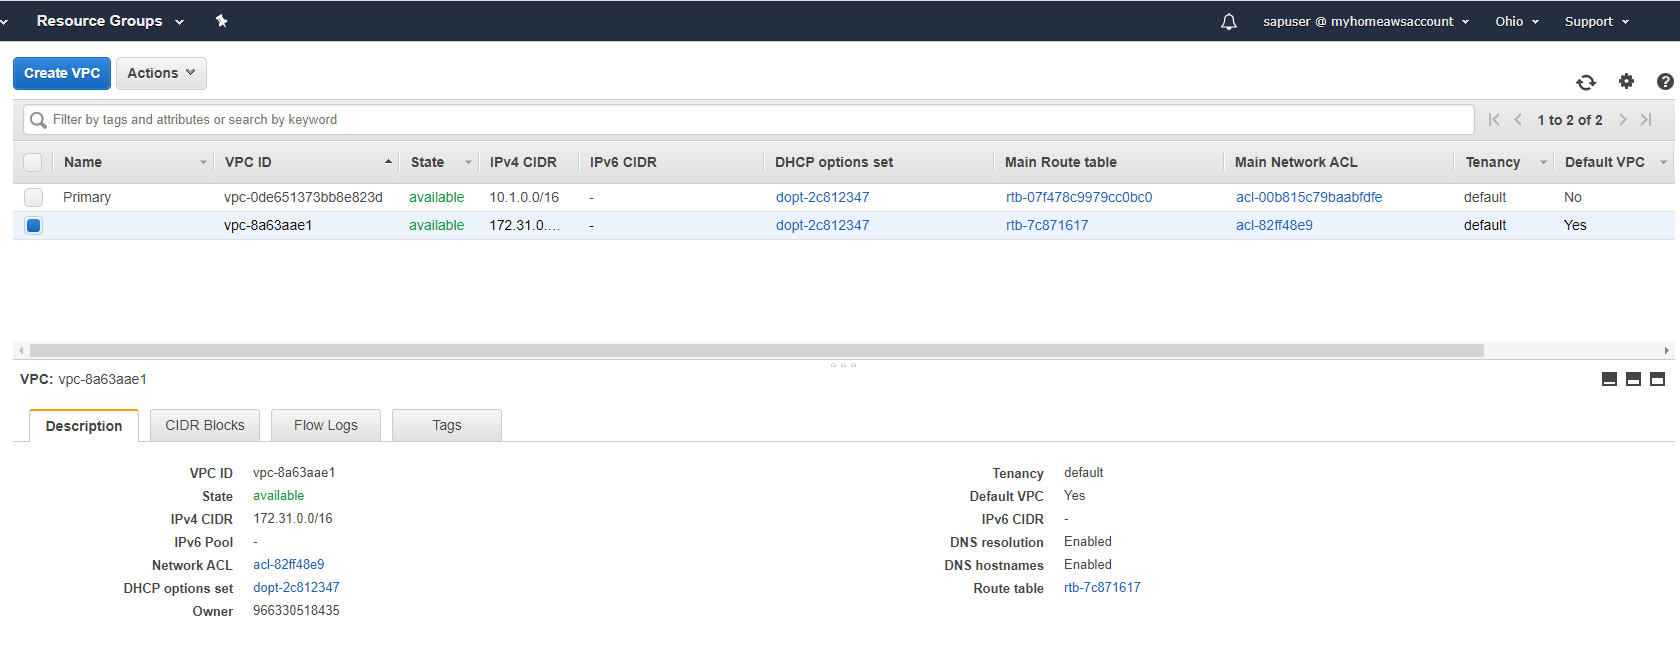 Resource Groups sapuser @ myhomeawsaccount Ohio Support
Create VPC Actions
Filter by tags and attributes or search by keyword 1 to 2 of 2
Name VPC ID State IPv4 CIDR IPv6 CIDR DHCP options set Main Route table Main Network ACL Tenancy Default VPC
Primary vpc-0de651373bb8e823d available 10.1.0.0/16 - dopt-2c812347 rtb-07f478c9979cc0bc0 acl-00b815c79baabfdfe default No
vpc-8a63aae1 available 172.31.0.... - dopt-2c812347 rtb-7c871617 acl-82ff48e9 default Yes
VPC: vpc-8a63aae1
Description CIDR Blocks Flow Logs Tags
VPC ID vpc-8a63aae1 Tenancy default
State available Default VPC Yes
IPv4 CIDR 172.31.0.0/16 IPv6 CIDR -
IPv6 Pool - DNS resolution Enabled
Network ACL acl-82ff48e9 DNS hostnames Enabled
DHCP options set dopt-2c812347 Route table rtb-7c871617
Owner 966330518435